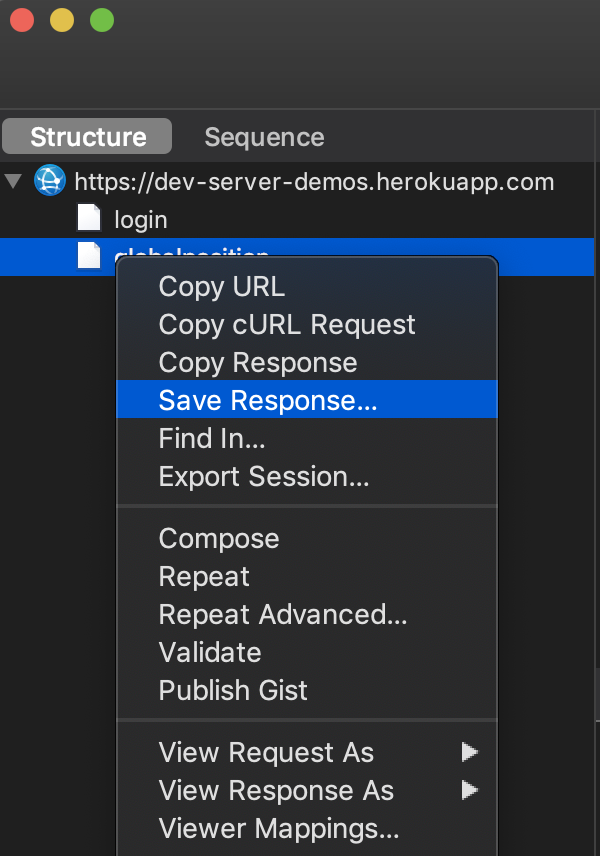 Structure Sequence
https://dev-server-demos.herokuapp.com
login
Copy URL
Copy cURL Request
Copy Response
Save Response...
Find In...
Export Session...
Compose
Repeat
Repeat Advanced...
Validate
Publish Gist
View Request As
View Response As
Viewer Mappings...